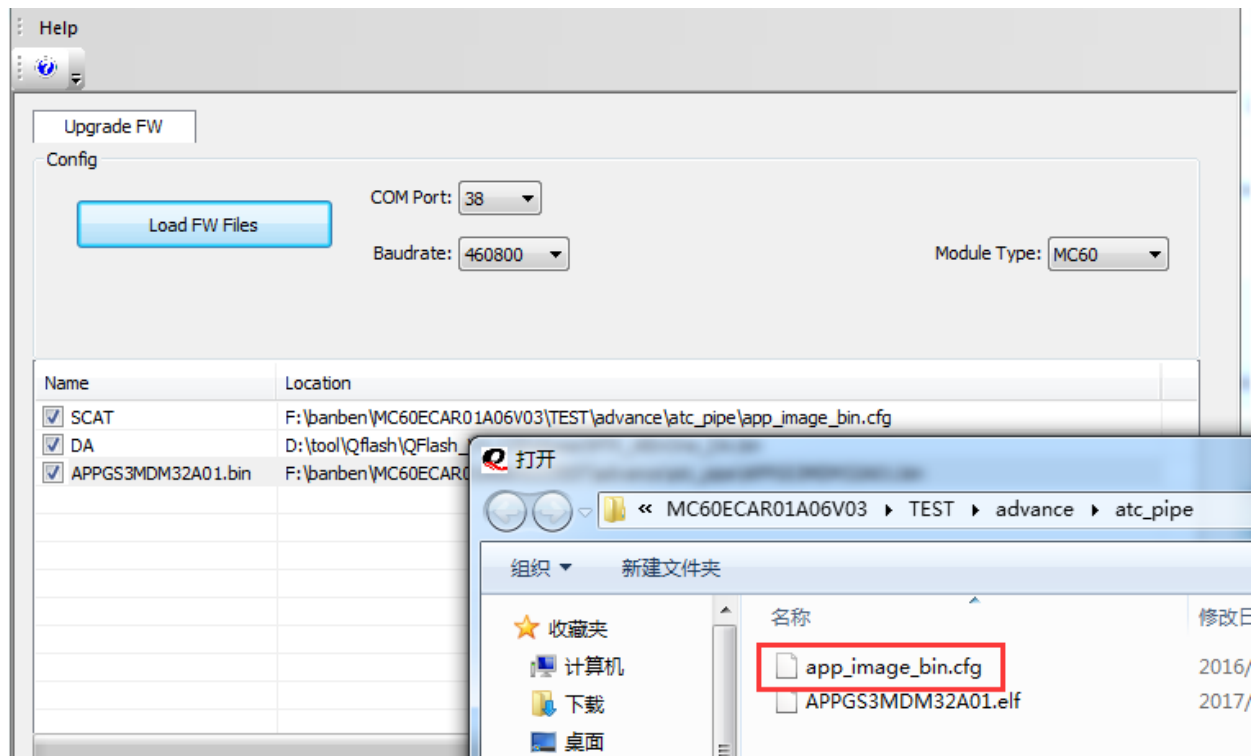 Help
Upgrade FW
Config
Load FW Files
COM Port: 38
Baudrate: 460800
Module Type: MC60
Name Location
SCAT F:\banben\MC60ECAR01A06V03\TEST\advance\atc_pipe\app_image_bin.cfg
DA D:\tool\Qflash\QFlash_
APPGS3MDM32A01.bin F:\banben\MC60ECAR
打开
« MC60ECAR01A06V03 TEST advance atc_pipe
组织 新建文件夹
收藏夹
计算机
下载
桌面
名称 修改日
app_image_bin.cfg 2016/
APPGS3MDM32A01.elf 2017/